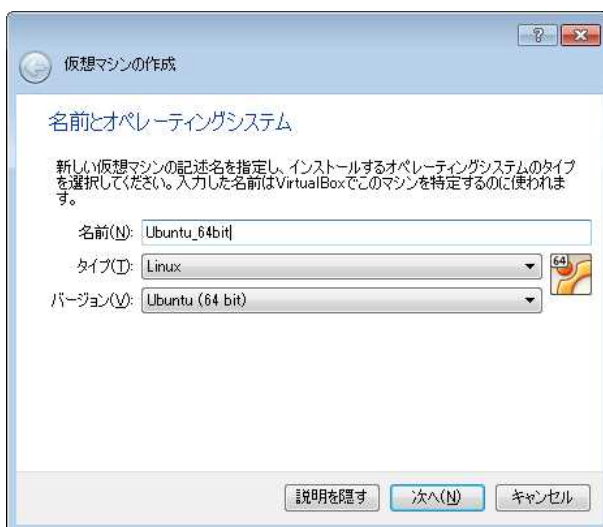 仮想マシンの作成
名前とオペレーティングシステム
新しい仮想マシンの記述名を指定し、インストールするオペレーティングシステムのタイプ
を選択してください。入力した名前はVirtualBoxでこのマシンを特定するのに使われま
す。
名前(N): Ubuntu_64bit
タイプ(T): Linux
64
バージョン(V): Ubuntu (64 bit)
説明を隠す 次へ(N) キャンセル